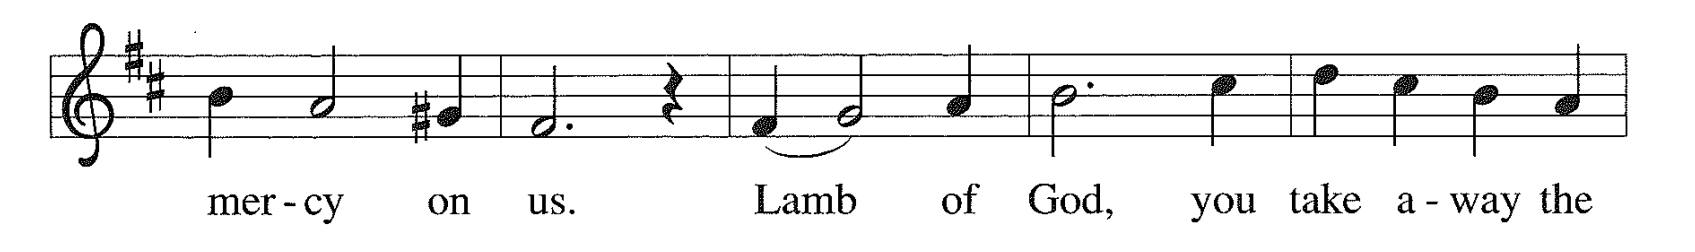 mer - cy on us. Lamb of God, you take a - way the